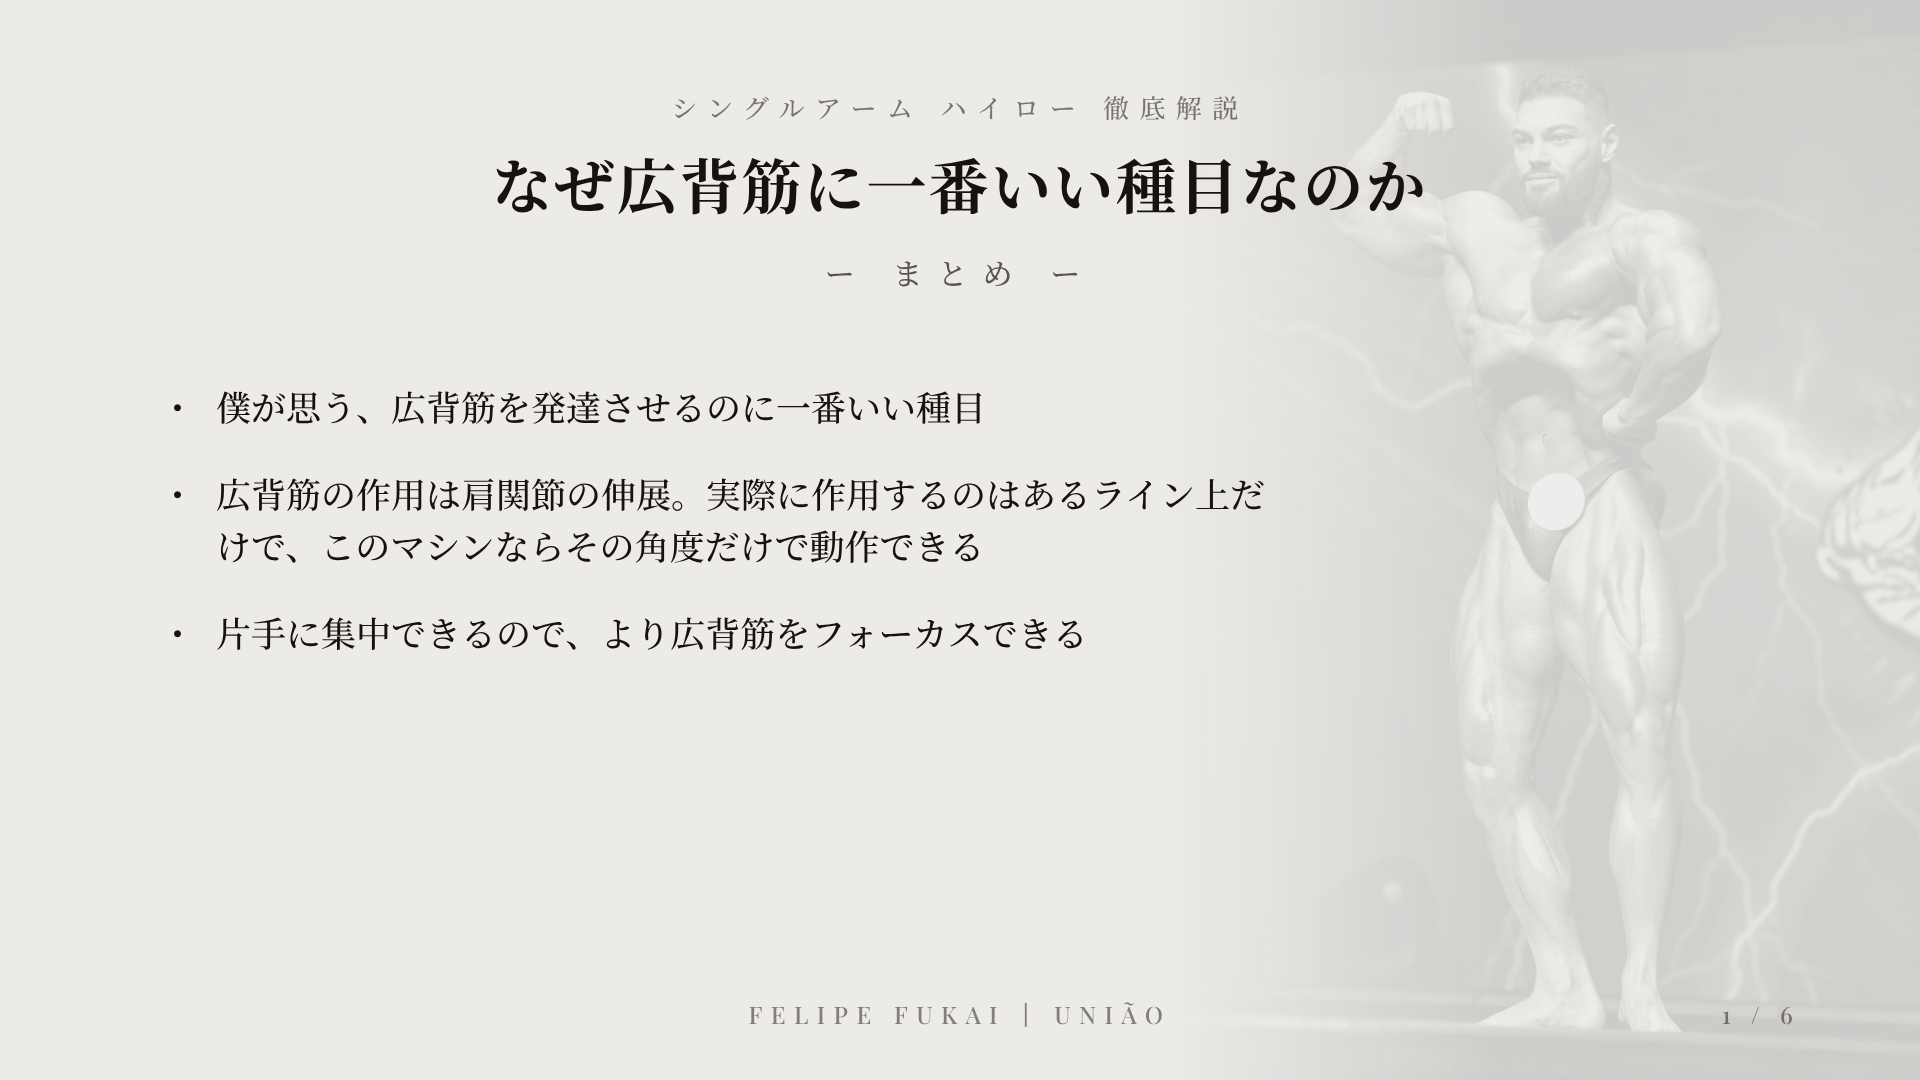 シングルアーム ハイロー 徹底解説
なぜ広背筋に一番いい種目なのか
ー まとめ ー
・ 僕が思う、広背筋を発達させるのに一番いい種目
・ 広背筋の作用は肩関節の伸展。実際に作用するのはあるライン上だ
けで、このマシンならその角度だけで動作できる
・ 片手に集中できるので、より広背筋をフォーカスできる
FELIPE FUKAI | UNIÃO
1 / 6